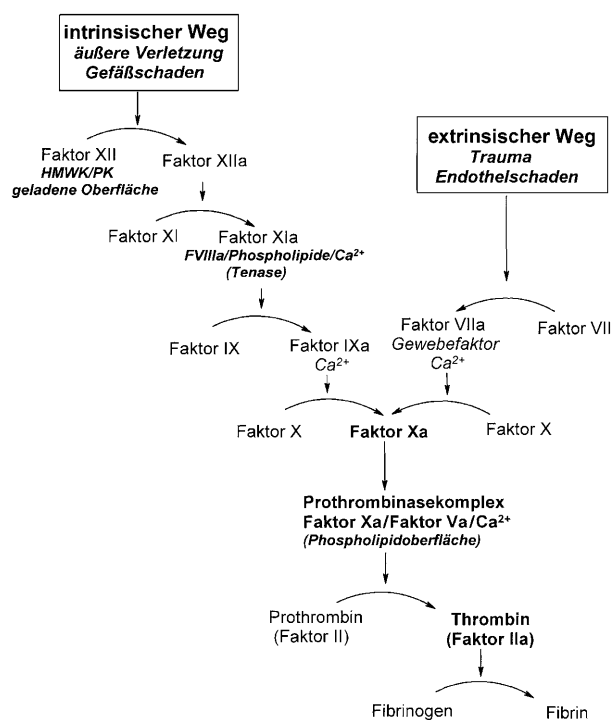 intrinsischer Weg
äußere Verletzung
Gefäßschaden
extrinsischer Weg
Trauma
Endothelschaden
Faktor XII
HMWK/PK
geladene Oberfläche
Faktor XIIa
Faktor XI
Faktor XIa
FVIIIa/Phospholipide/Ca²⁺
(Tenase)
Faktor IX
Faktor IXa
Ca²⁺
Faktor VIIa
Gewebefaktor
Ca²⁺
Faktor VII
Faktor X
Faktor Xa
Faktor X
Prothrombinasekomplex
Faktor Xa/Faktor Va/Ca²⁺
(Phospholipidoberfläche)
Prothrombin
(Faktor II)
Thrombin
(Faktor IIa)
Fibrinogen
Fibrin